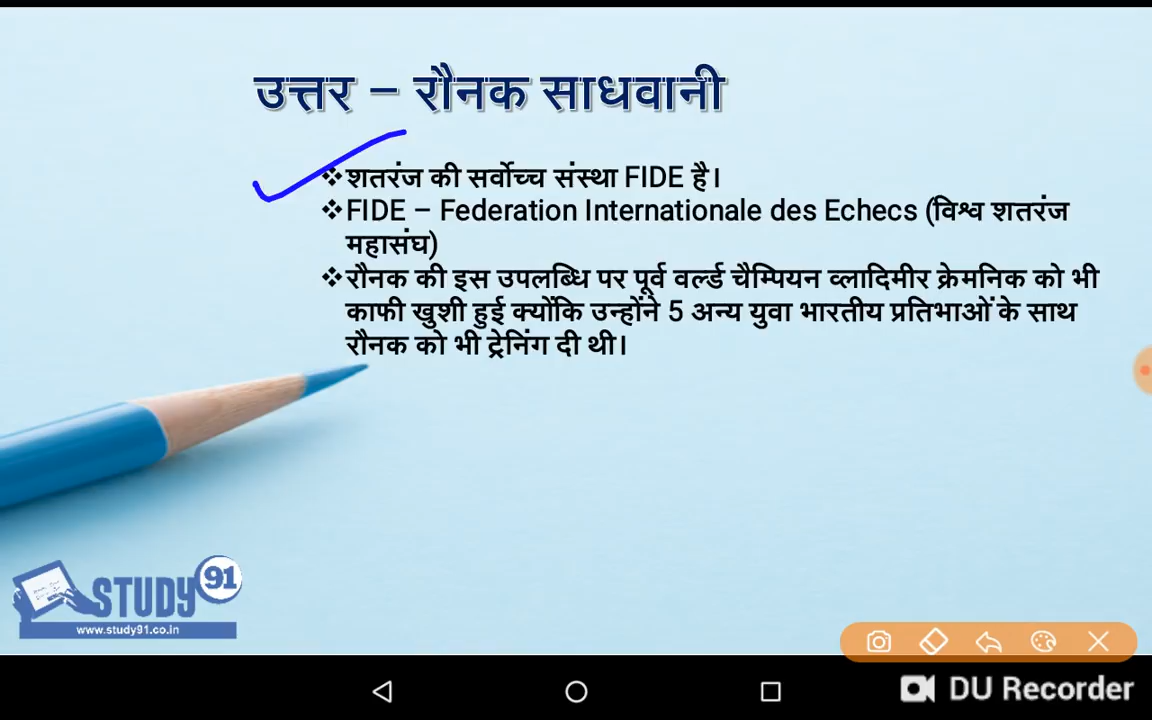 उत्तर – रौनक साधवानी
❖शतरंज की सर्वोच्च संस्था FIDE है।
❖FIDE – Federation Internationale des Echecs (विश्व शतरंज
महासंघ)
❖रौनक की इस उपलब्धि पर पूर्व वर्ल्ड चैम्पियन व्लादिमीर क्रेमनिक को भी
काफी खुशी हुई क्योंकि उन्होंने 5 अन्य युवा भारतीय प्रतिभाओं के साथ
रौनक को भी ट्रेनिंग दी थी।
STUDY 91
www.study91.co.in
DU Recorder